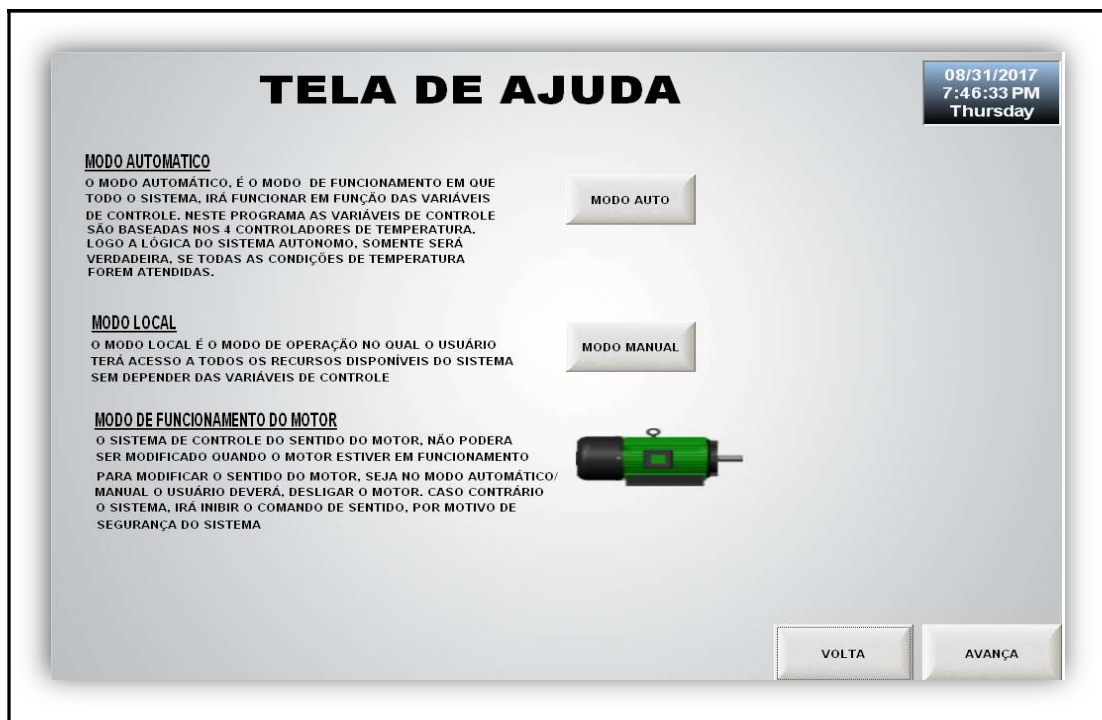 TELA DE AJUDA
08/31/2017
7:46:33 PM
Thursday
MODO AUTOMATICO
O MODO AUTOMÁTICO, É O MODO DE FUNCIONAMENTO EM QUE
TODO O SISTEMA, IRÁ FUNCIONAR EM FUNÇÃO DAS VARIÁVEIS
DE CONTROLE. NESTE PROGRAMA AS VARIÁVEIS DE CONTROLE
SÃO BASEADAS NOS 4 CONTROLADORES DE TEMPERATURA.
LOGO A LÓGICA DO SISTEMA AUTONOMO, SOMENTE SERÁ
VERDADEIRA, SE TODAS AS CONDIÇÕES DE TEMPERATURA
FOREM ATENDIDAS.
MODO AUTO
MODO LOCAL
O MODO LOCAL É O MODO DE OPERAÇÃO NO QUAL O USUÁRIO
TERÁ ACESSO A TODOS OS RECURSOS DISPONÍVEIS DO SISTEMA
SEM DEPENDER DAS VARIÁVEIS DE CONTROLE
MODO MANUAL
MODO DE FUNCIONAMENTO DO MOTOR
O SISTEMA DE CONTROLE DO SENTIDO DO MOTOR, NÃO PODERA
SER MODIFICADO QUANDO O MOTOR ESTIVER EM FUNCIONAMENTO
PARA MODIFICAR O SENTIDO DO MOTOR, SEJA NO MODO AUTOMÁTICO/
MANUAL O USUÁRIO DEVERÁ, DESLIGAR O MOTOR. CASO CONTRÁRIO
O SISTEMA, IRÁ INIBIR O COMANDO DE SENTIDO, POR MOTIVO DE
SEGURANÇA DO SISTEMA
VOLTA
AVANÇA